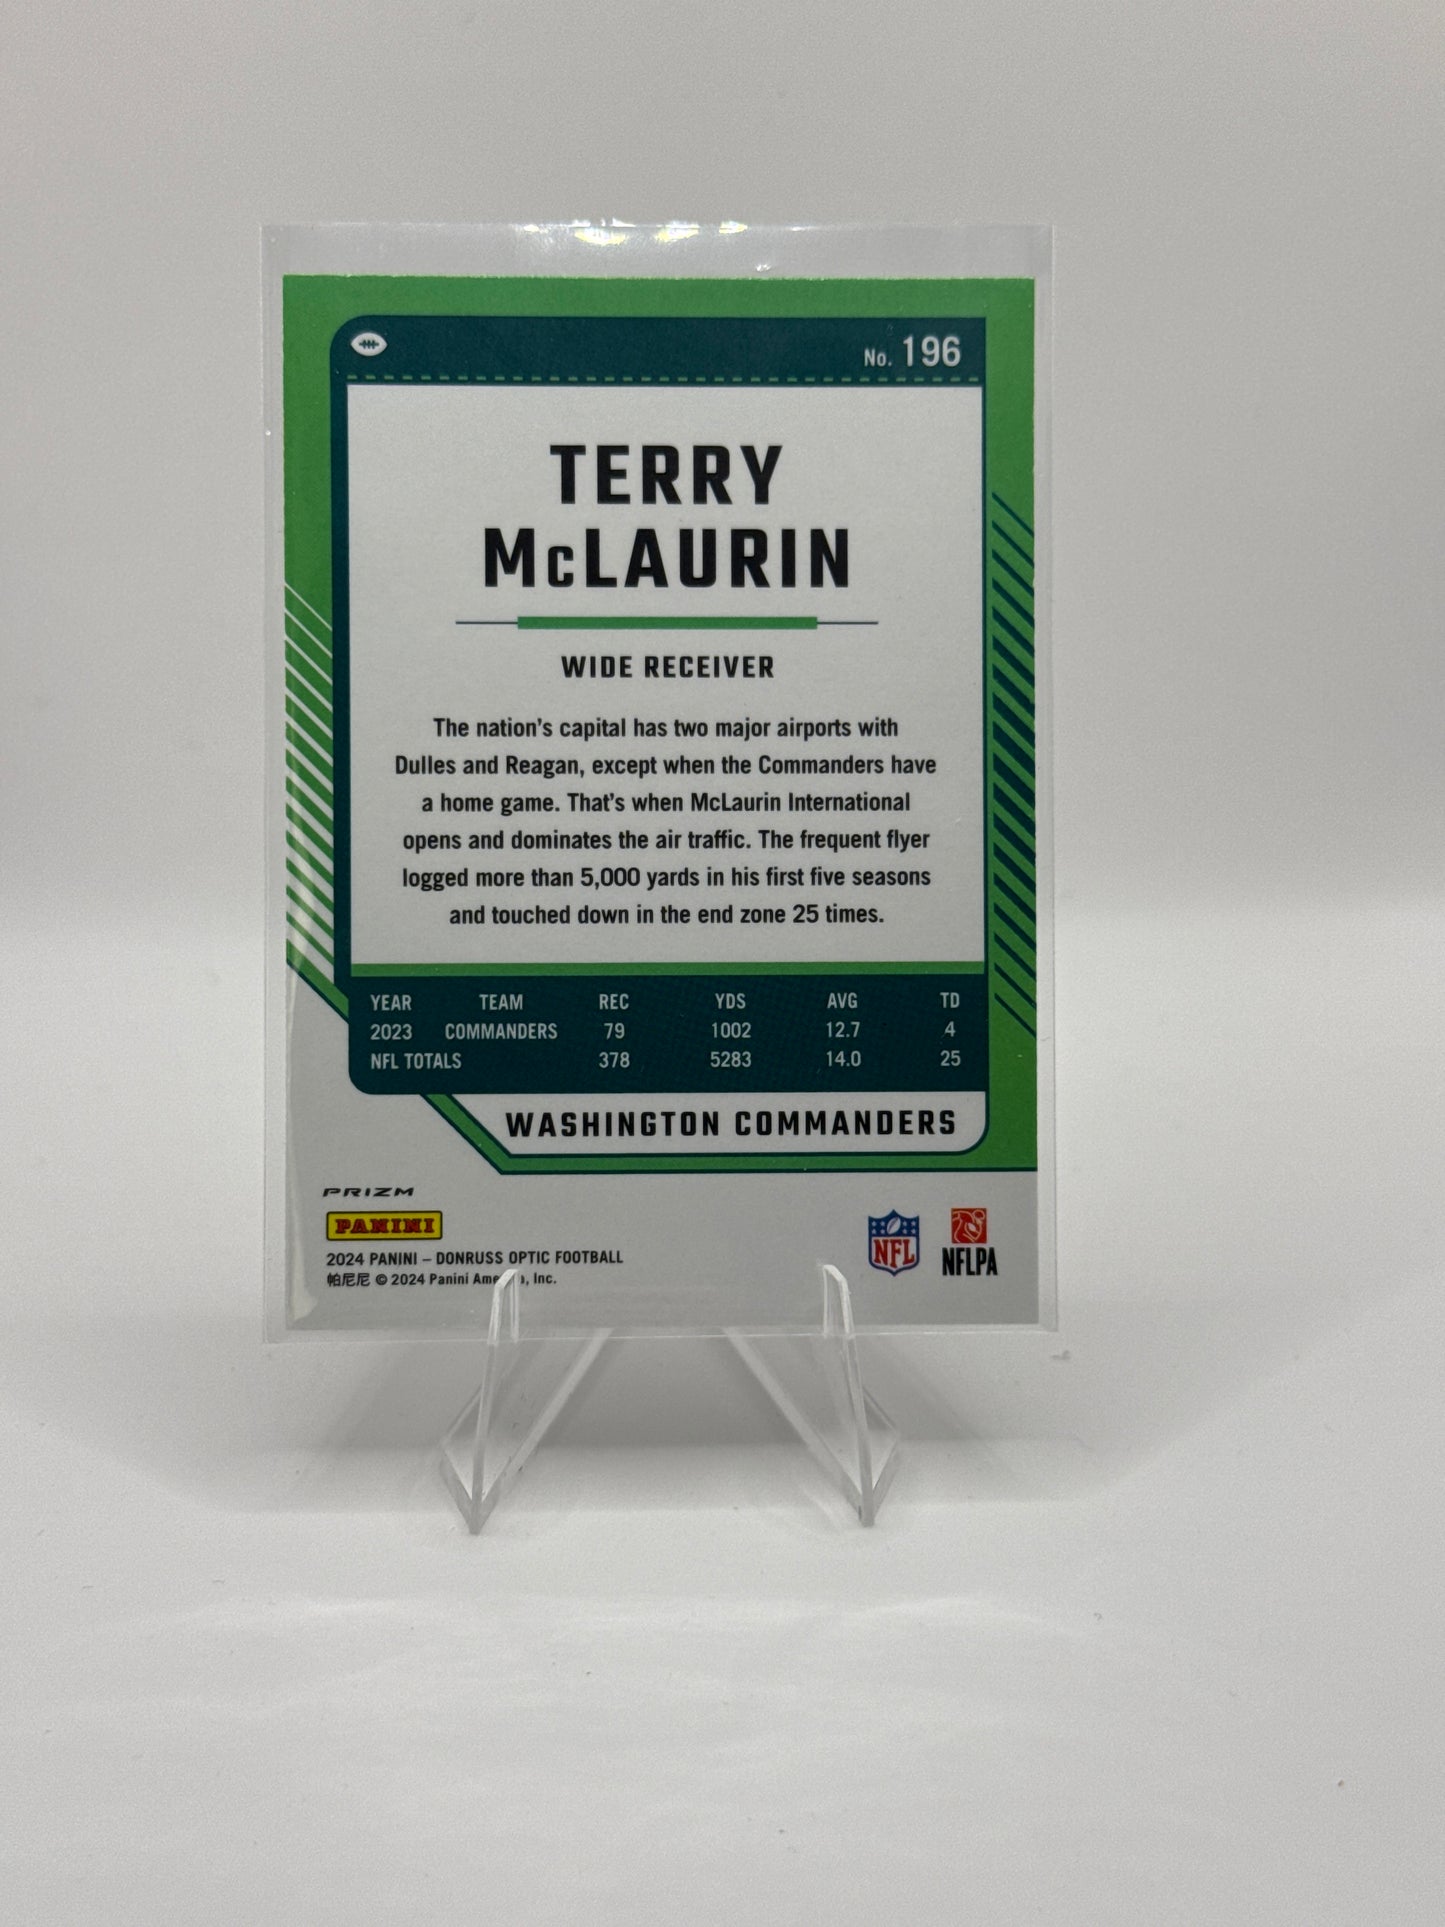 No. 196
TERRY
McLAURIN
WIDE RECEIVER
The nation's capital has two major airports with
Dulles and Reagan, except when the Commanders have
a home game. That's when McLaurin International
opens and dominates the air traffic. The frequent flyer
logged more than 5,000 yards in his first five seasons
and touched down in the end zone 25 times.
YEAR TEAM REC YDS AVG TD
2023 COMMANDERS 79 1002 12.7 4
NFL TOTALS 378 5283 14.0 25
WASHINGTON COMMANDERS
PRIZM
PANINI
2024 PANINI – DONRUSS OPTIC FOOTBALL
帕尼尼 © 2024 Panini , Inc.
NFL
NFLPA